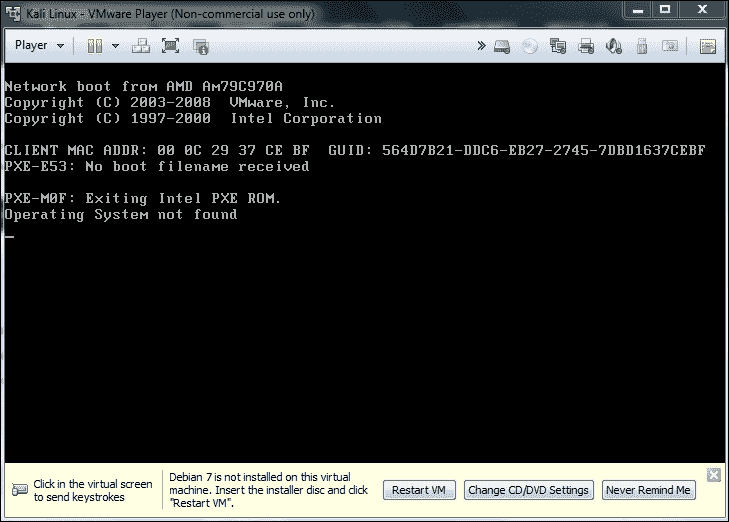 Kali Linux - VMware Player (Non-commercial use only)
Player
Network boot from AMD Am79C970A
Copyright (C) 2003-2008  VMware, Inc.
Copyright (C) 1997-2000  Intel Corporation
CLIENT MAC ADDR: 00 0C 29 37 CE BF  GUID: 564D7B21-DDC6-EB27-2745-7DBD1637CEBF
PXE-E53: No boot filename received
PXE-M0F: Exiting Intel PXE ROM.
Operating System not found
Click in the virtual screen
to send keystrokes
Debian 7 is not installed on this virtual
machine. Insert the installer disc and click
"Restart VM".
Restart VM
Change CD/DVD Settings
Never Remind Me